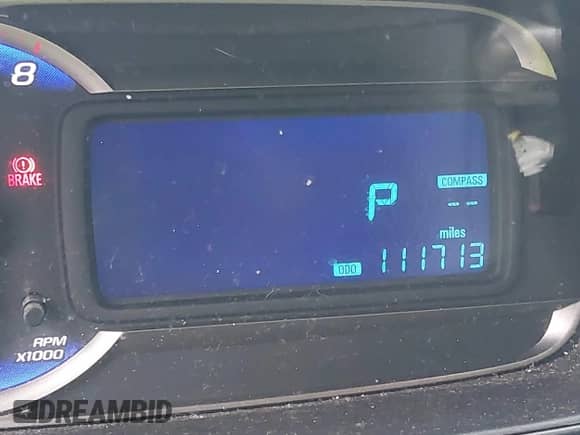 8
BRAKE
P
COMPASS
--
miles
ODO 111713
RPM
X1000
DREAMBID